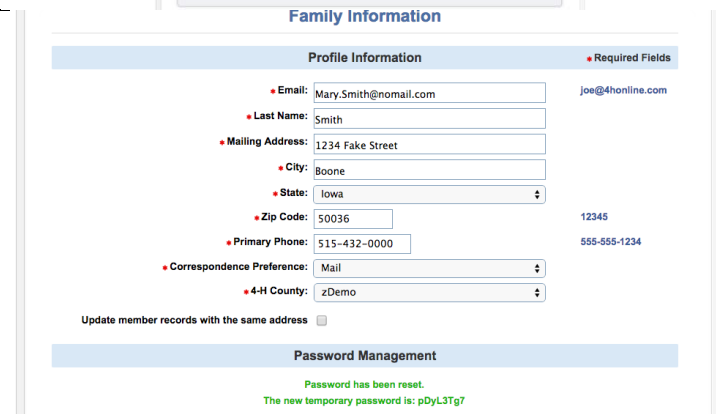 Family Information
Profile Information * Required Fields
* Email: Mary.Smith@nomail.com joe@4honline.com
* Last Name: Smith
* Mailing Address: 1234 Fake Street
* City: Boone
* State: Iowa
* Zip Code: 50036 12345
* Primary Phone: 515-432-0000 555-555-1234
* Correspondence Preference: Mail
* 4-H County: zDemo
Update member records with the same address
Password Management
Password has been reset.
The new temporary password is: pDyL3Tg7